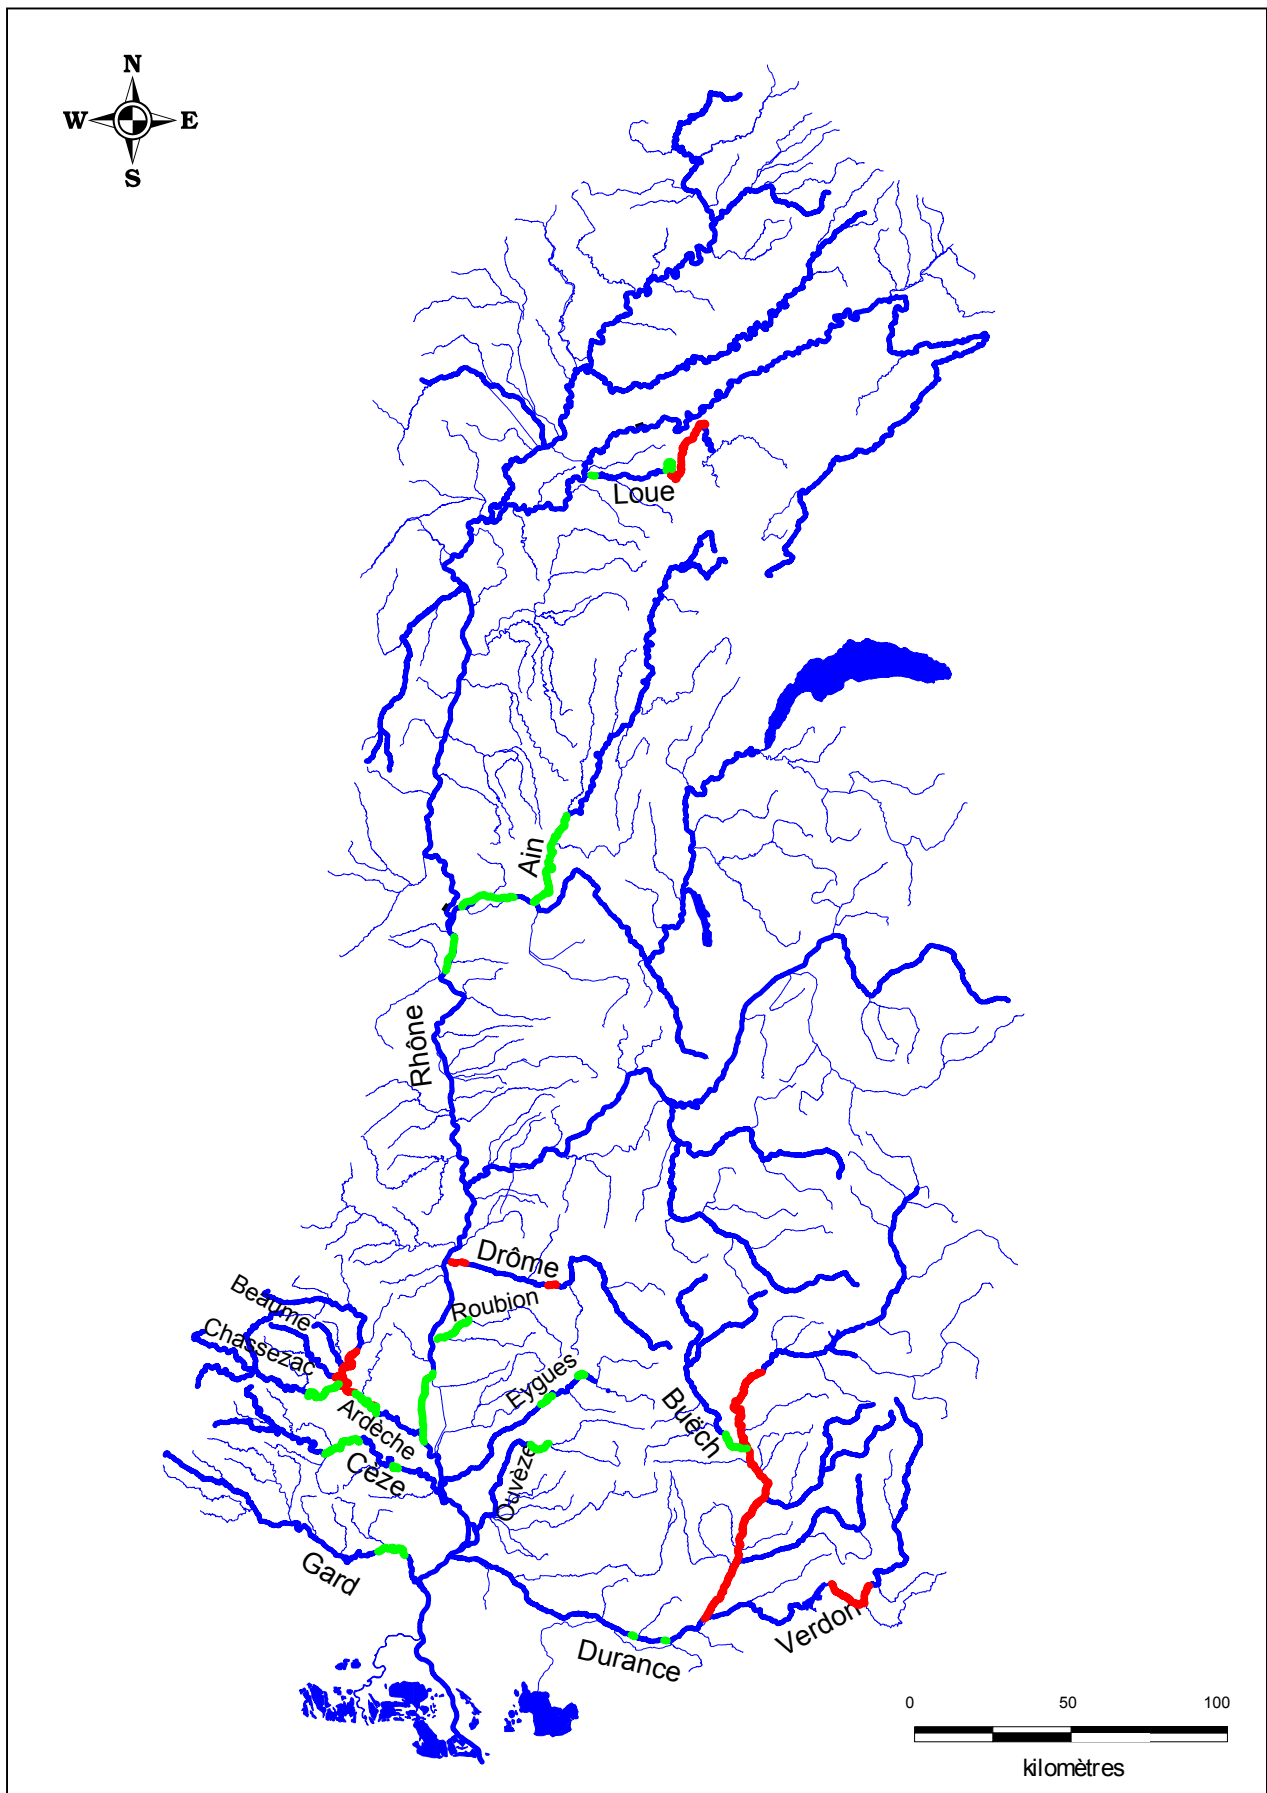 N
W E
S
Loue
Ain
Rhône
Drôme
Roubion
Beaume
Chassezac
Ardèche
Eygues
Buëch
Cèze
Ouvèze
Gard
Verdon
Durance
0 50 100
kilomètres